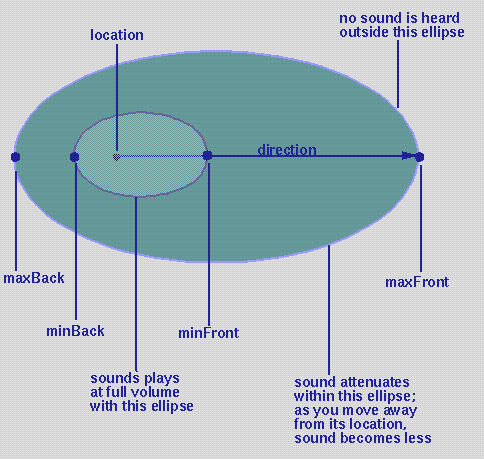 location
no sound is heard
outside this ellipse
direction
maxBack
maxFront
minBack
minFront
sounds plays
at full volume
with this ellipse
sound attenuates
within this ellipse;
as you move away
from its location,
sound becomes less